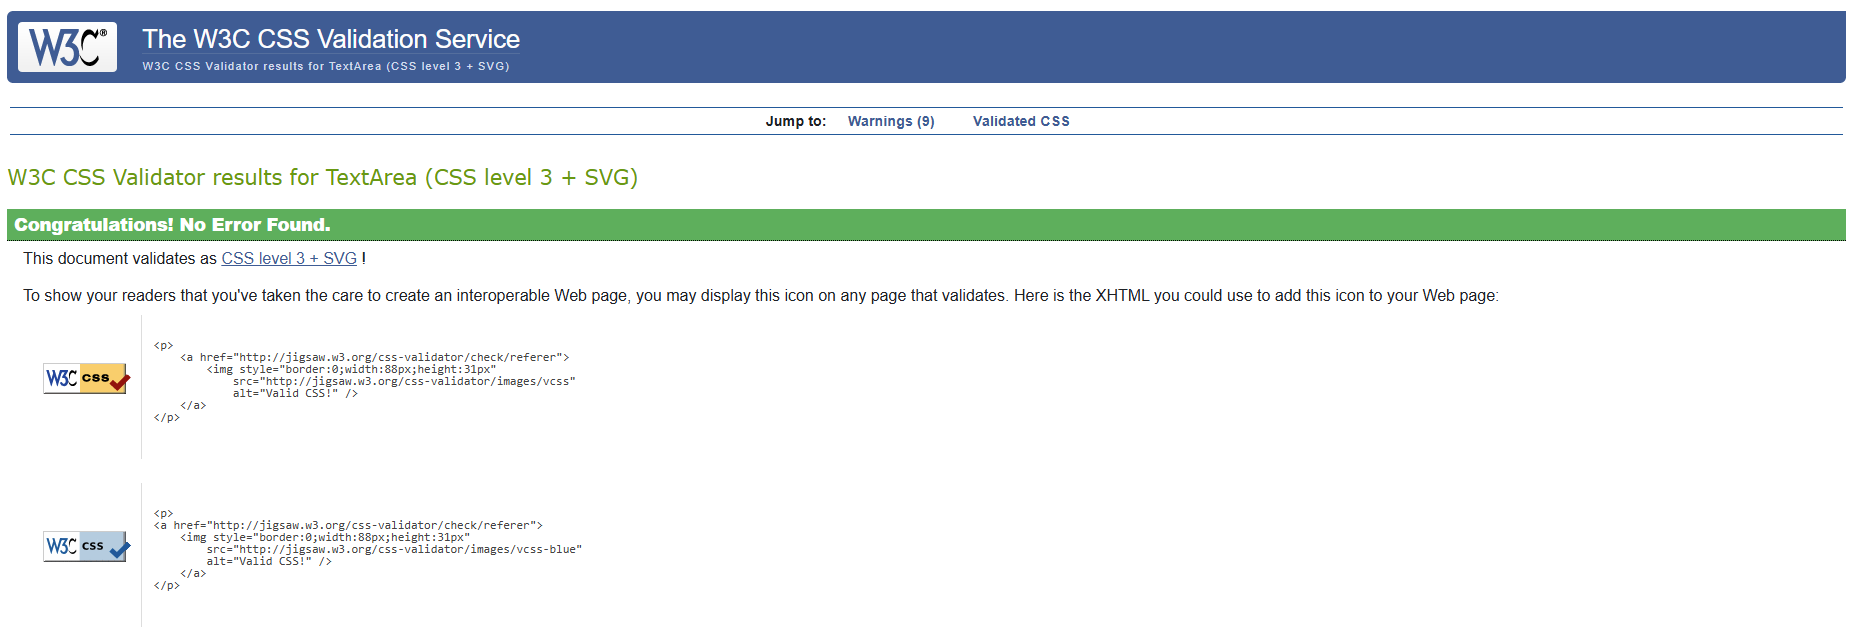 W3C®
The W3C CSS Validation Service
W3C CSS Validator results for TextArea (CSS level 3 + SVG)
Jump to: Warnings (9) Validated CSS
W3C CSS Validator results for TextArea (CSS level 3 + SVG)
Congratulations! No Error Found.
This document validates as CSS level 3 + SVG !
To show your readers that you've taken the care to create an interoperable Web page, you may display this icon on any page that validates. Here is the XHTML you could use to add this icon to your Web page:
W3C css
<p>
<a href="http://jigsaw.w3.org/css-validator/check/referer">
<img style="border:0;width:88px;height:31px"
src="http://jigsaw.w3.org/css-validator/images/vcss"
alt="Valid CSS!" />
</a>
</p>
W3C css
<p>
<a href="http://jigsaw.w3.org/css-validator/check/referer">
<img style="border:0;width:88px;height:31px"
src="http://jigsaw.w3.org/css-validator/images/vcss-blue"
alt="Valid CSS!" />
</a>
</p>